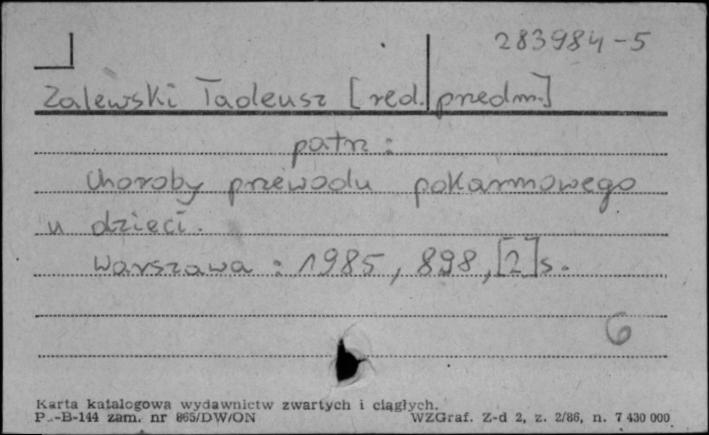 283984-5
Zalewski Tadeusz [red. przedm.]
patrz :
Choroby przewodu pokarmowego
u dzieci.
Warszawa : 1985, 898, [2] s.
6
Karta katalogowa wydawnictw zwartych i ciągłych.
P.-B-144 zam. nr 865/DW/ON WZGraf. Z-d 2, z. 2/86, n. 7 430 000